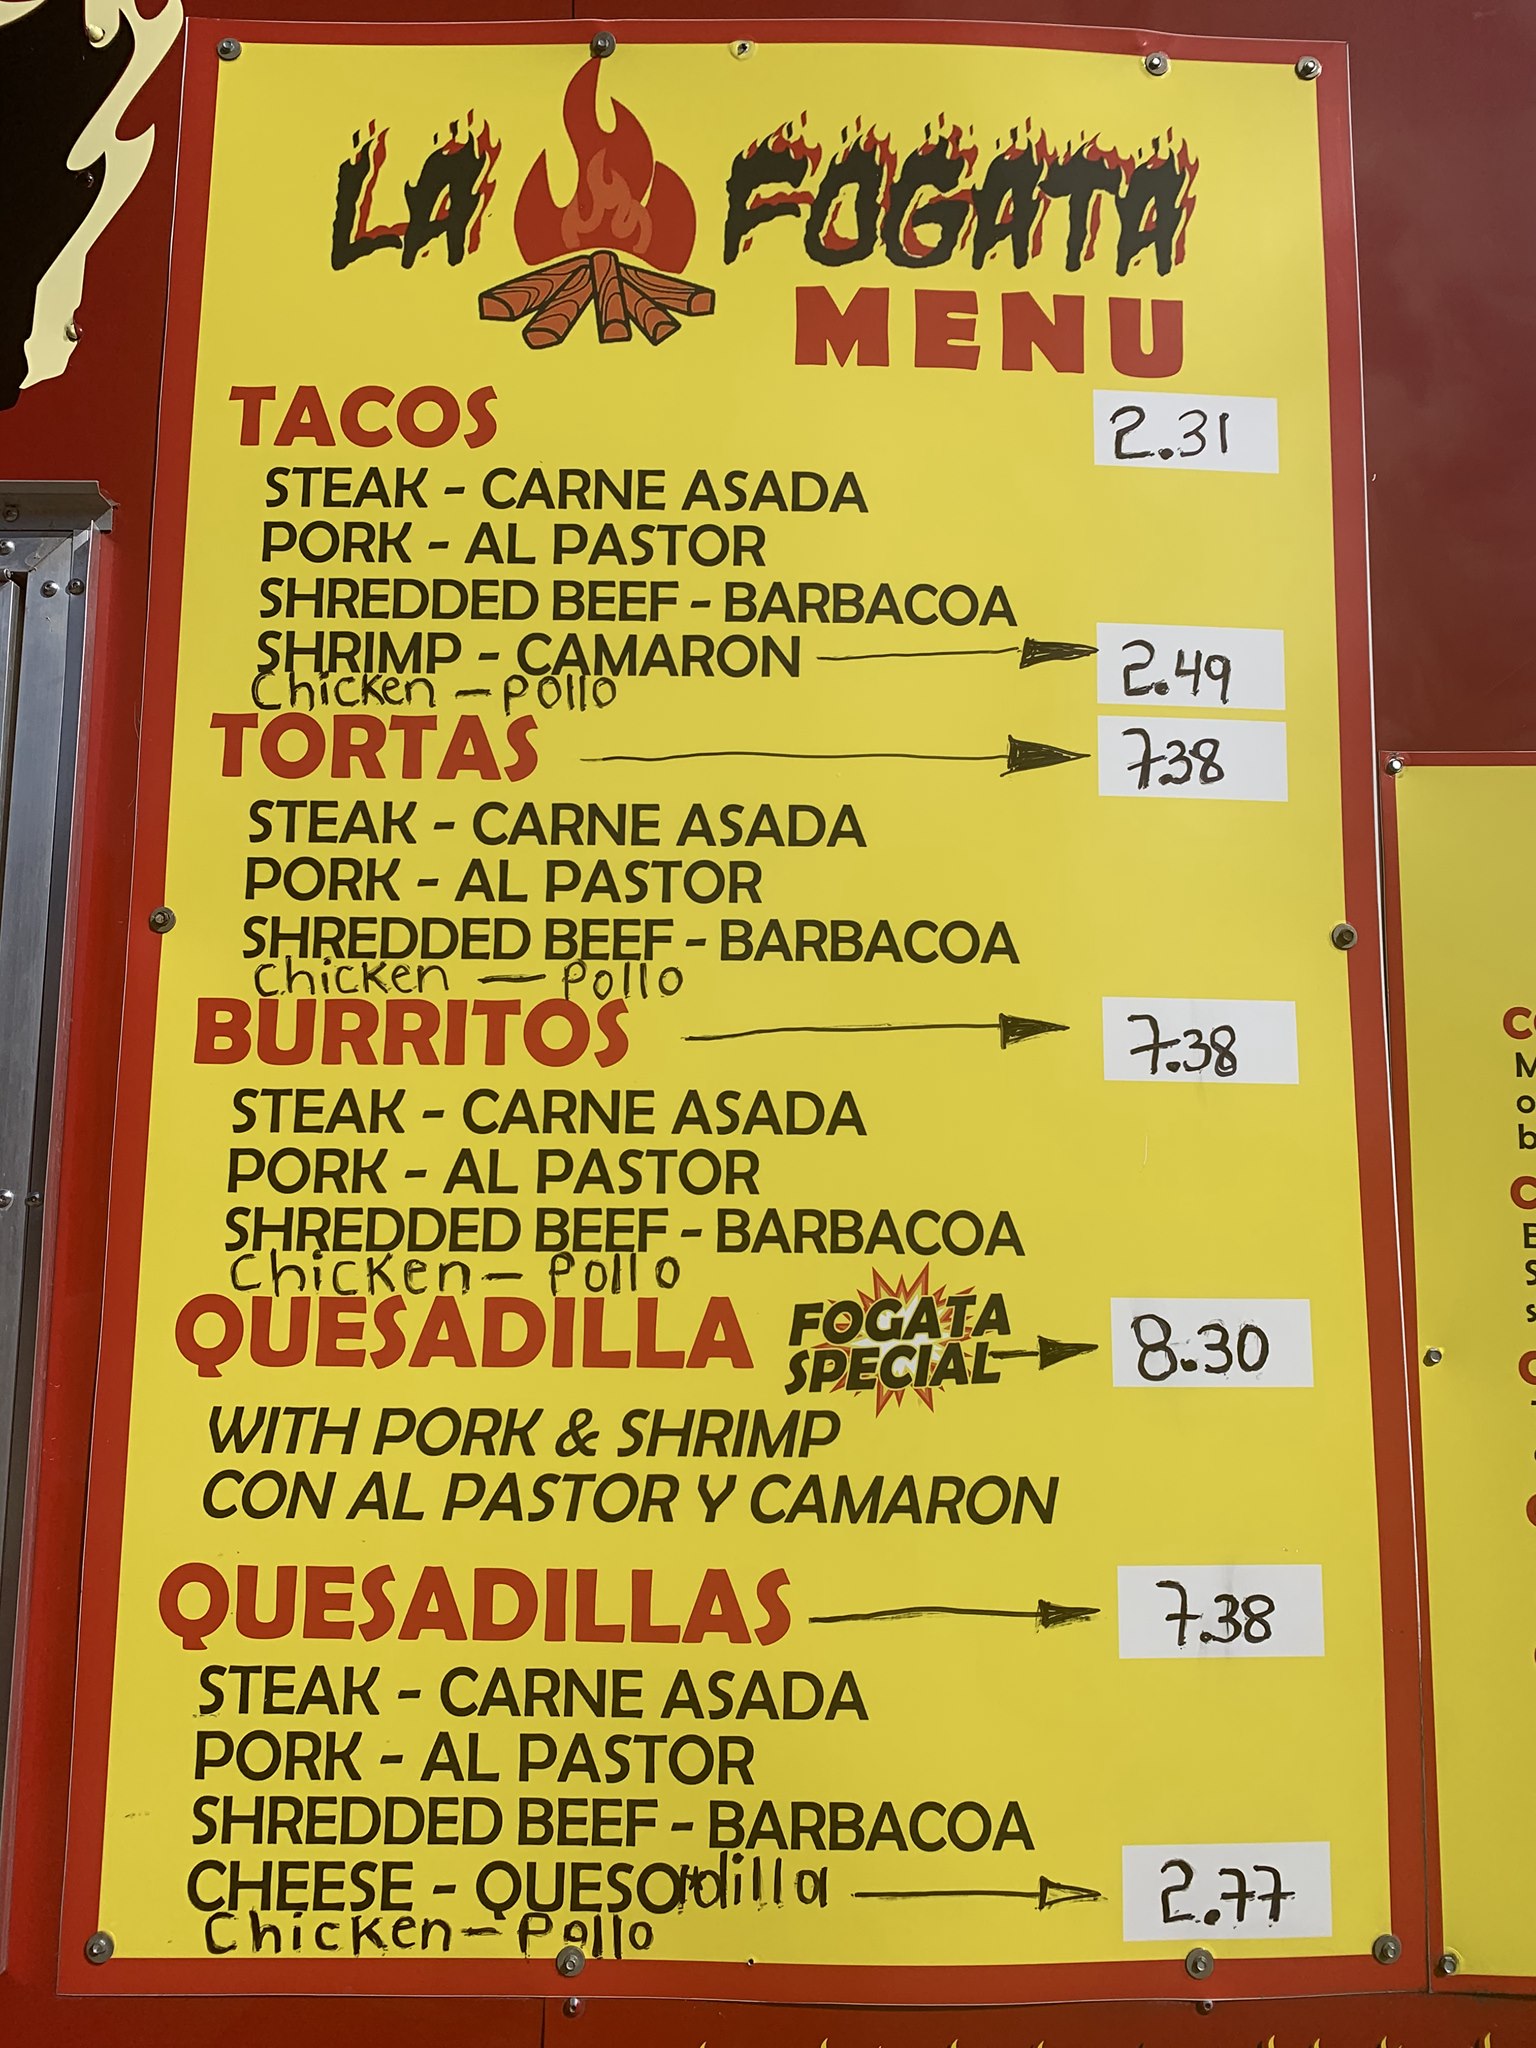 LA FOGATA
MENU
TACOS 2.31
STEAK - CARNE ASADA
PORK - AL PASTOR
SHREDDED BEEF - BARBACOA
SHRIMP - CAMARON 2.49
Chicken - Pollo
TORTAS 7.38
STEAK - CARNE ASADA
PORK - AL PASTOR
SHREDDED BEEF - BARBACOA
Chicken - Pollo
BURRITOS 7.38
STEAK - CARNE ASADA
PORK - AL PASTOR
SHREDDED BEEF - BARBACOA
Chicken - Pollo
QUESADILLA FOGATA SPECIAL 8.30
WITH PORK & SHRIMP
CON AL PASTOR Y CAMARON
QUESADILLAS 7.38
STEAK - CARNE ASADA
PORK - AL PASTOR
SHREDDED BEEF - BARBACOA
CHEESE - QUESOdilla 2.77
Chicken - Pollo